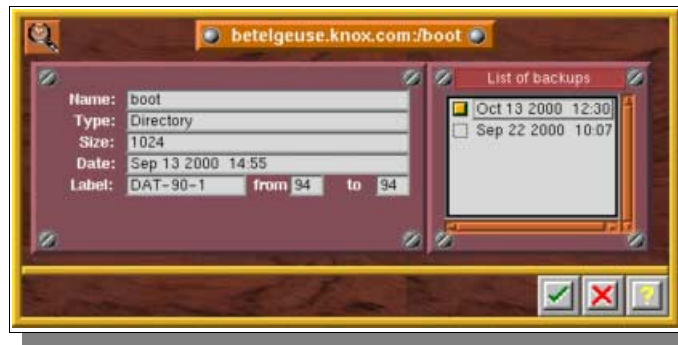 betelgeuse.knox.com:/boot
Name: boot
Type: Directory
Size: 1024
Date: Sep 13 2000 14:55
Label: DAT-90-1 from 94 to 94
List of backups
Oct 13 2000 12:30
Sep 22 2000 10:07
?